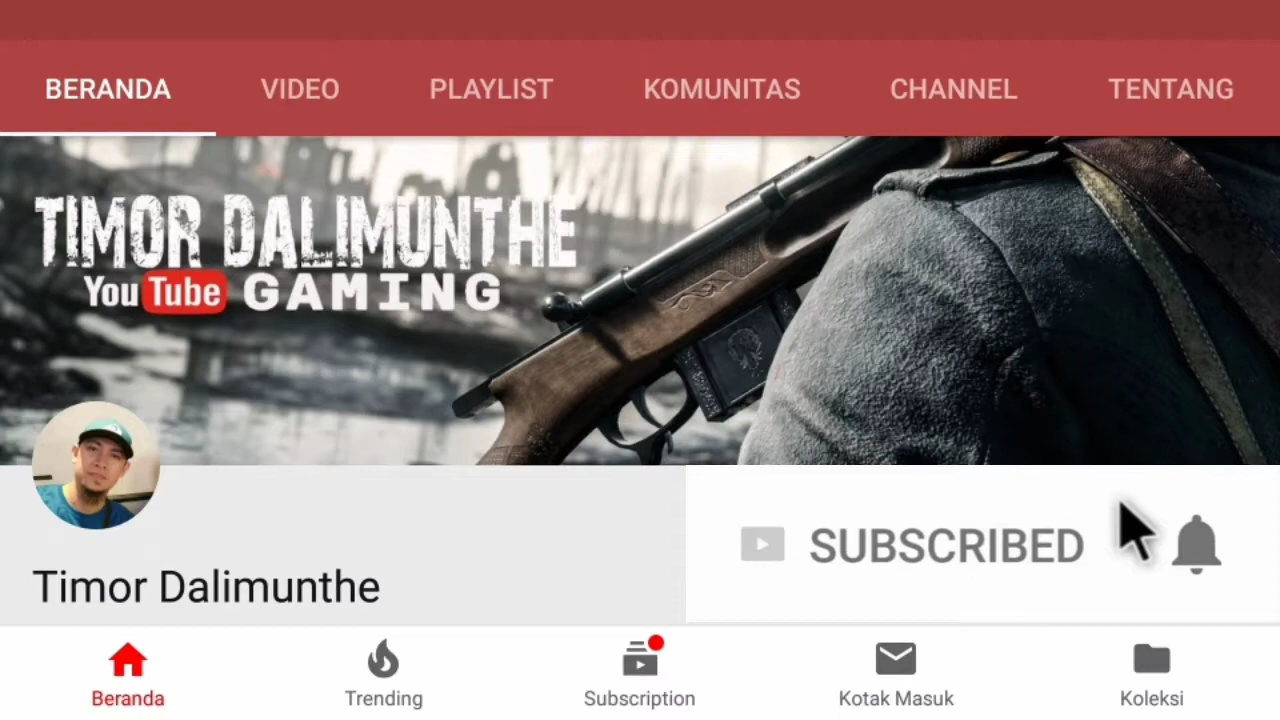 BERANDA VIDEO PLAYLIST KOMUNITAS CHANNEL TENTANG
TIMOR DALIMUNTHE
YouTube GAMING
SUBSCRIBED
Timor Dalimunthe
Beranda Trending Subscription Kotak Masuk Koleksi